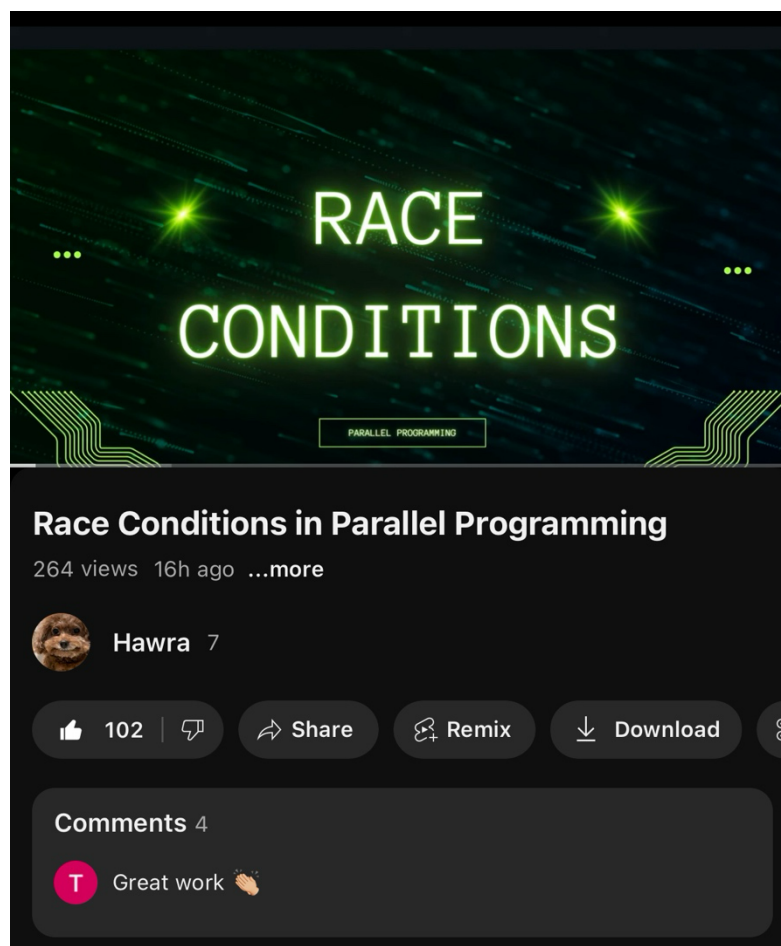 RACE
CONDITIONS
PARALLEL PROGRAMMING
Race Conditions in Parallel Programming
264 views 16h ago ...more
Hawra 7
102 Share Remix Download
Comments 4
T Great work 👏🏼